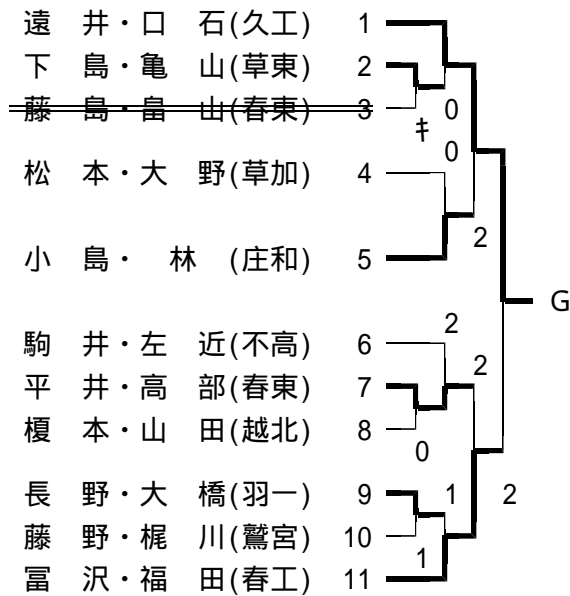 遠　井・口　石(久工) 1
下　島・亀　山(草東) 2
藤　島・畠　山(春東) 3
0
キ
0
松　本・大　野(草加) 4
2
小　島・　林　(庄和) 5
G
2
駒　井・左　近(不高) 6
2
平　井・高　部(春東) 7
榎　本・山　田(越北) 8
0
長　野・大　橋(羽一) 9
1
2
藤　野・梶　川(鷲宮) 10
1
冨　沢・福　田(春工) 11